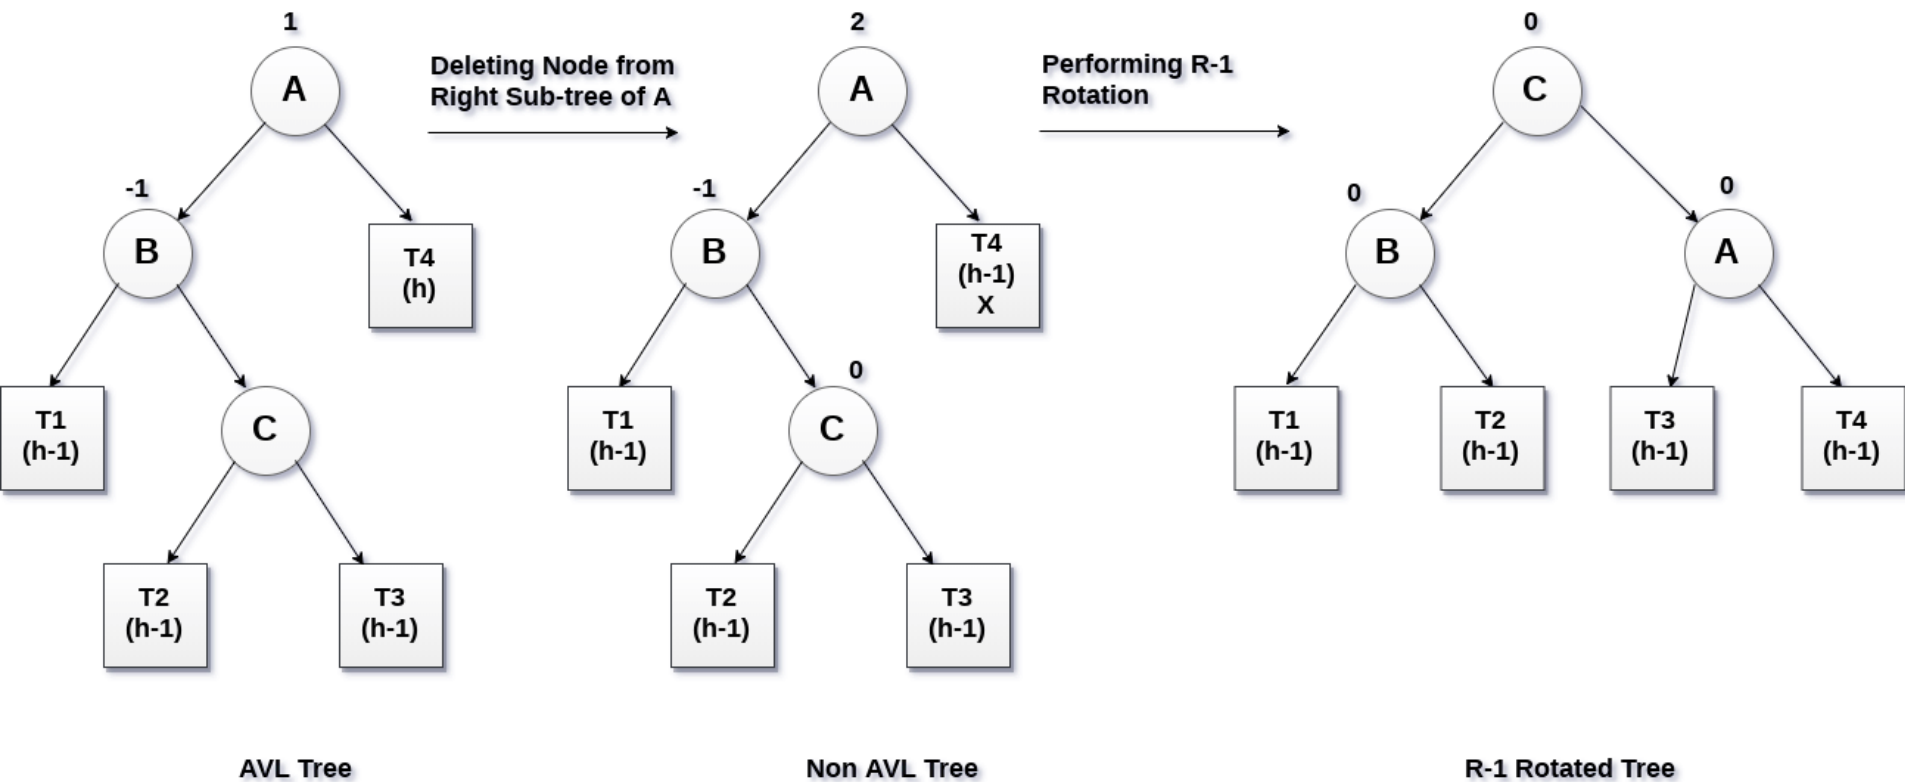 1
A
-1
B
T4
(h)
T1
(h-1)
C
T2
(h-1)
T3
(h-1)
AVL Tree
Deleting Node from
Right Sub-tree of A
2
A
-1
B
T4
(h-1)
X
T1
(h-1)
0
C
T2
(h-1)
T3
(h-1)
Non AVL Tree
Performing R-1
Rotation
0
C
0
B
0
A
T1
(h-1)
T2
(h-1)
T3
(h-1)
T4
(h-1)
R-1 Rotated Tree